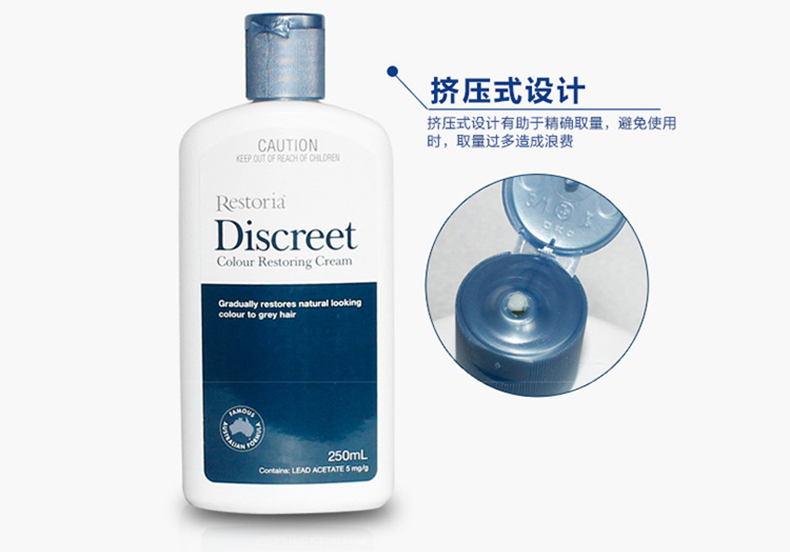 CAUTION
KEEP OUT OF REACH OF CHILDREN
Restoria
Discreet
Colour Restoring Cream
Gradually restores natural looking
colour to grey hair
FAMOUS
AUSTRALIAN FORMULA
250mL
Contains: LEAD ACETATE 5 mg/g
挤压式设计
挤压式设计有助于精确取量，避免使用
时，取量过多造成浪费